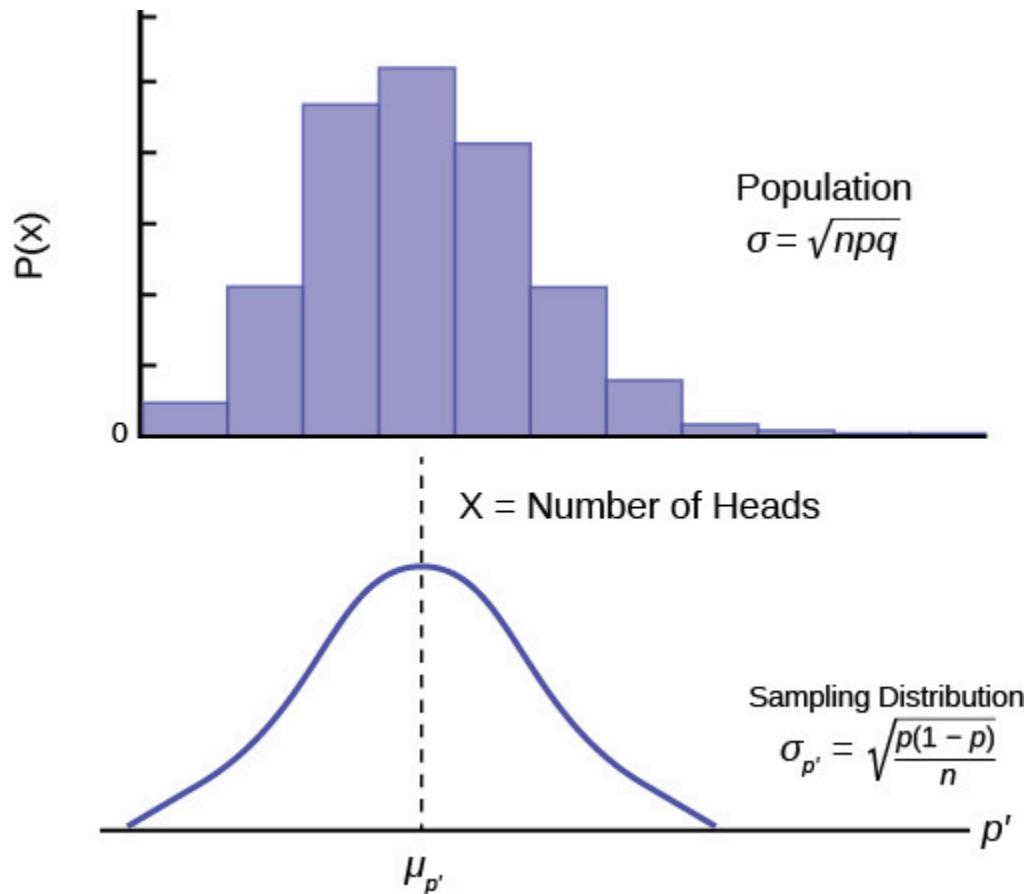 P(x)
Population
σ = √npq
0
X = Number of Heads
Sampling Distribution
σp′ = √p(1 − p)/n
p′
μp′